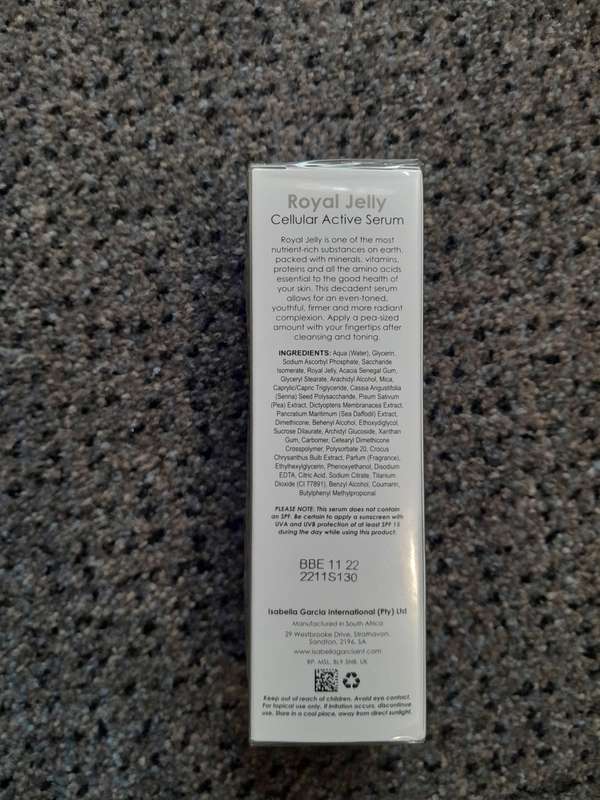 Royal Jelly
Cellular Active Serum
Royal Jelly is one of the most
nutrient-rich substances on earth,
packed with minerals, vitamins,
proteins and all the amino acids
essential to the good health of
your skin. This decadent serum
allows for an even-toned,
youthful, firmer and more radiant
complexion. Apply a pea-sized
amount with your fingertips after
cleansing and toning.
INGREDIENTS: Aqua (Water), Glycerin,
Sodium Ascorbyl Phosphate, Saccharide
Isomerate, Royal Jelly, Acacia Senegal Gum,
Glyceryl Stearate, Arachidyl Alcohol, Mica,
Caprylic/Capric Triglyceride, Cassia Angustifolia
(Senna) Seed Polysaccharide, Pisum Sativum
(Pea) Extract, Dictyopteris Membranacea Extract,
Pancratium Maritimum (Sea Daffodil) Extract,
Dimethicone, Behenyl Alcohol, Ethoxydiglycol,
Sucrose Dilaurate, Archidyl Glucoside, Xanthan
Gum, Carbomer, Cetearyl Dimethicone
Crosspolymer, Polysorbate 20, Crocus
Chrysanthus Bulb Extract, Parfum (Fragrance),
Ethylhexylglycerin, Phenoxyethanol, Disodium
EDTA, Citric Acid, Sodium Citrate, Titanium
Dioxide (CI 77891), Benzyl Alcohol, Coumarin,
Butylphenyl Methylpropional.
PLEASE NOTE: This serum does not contain
an SPF. Be certain to apply a sunscreen with
UVA and UVB protection of at least SPF 15
during the day while using this product.
BBE 11 22
2211S130
Isabella Garcia International (Pty) Ltd
Manufactured in South Africa
29 Westbrooke Drive, Strathavon,
Sandton, 2196, SA
www.isabellagarciaint.com
RP: MSL, BL9 5NB, UK
Keep out of reach of children. Avoid eye contact.
For topical use only. If irritation occurs, discontinue
use. Store in a cool place, away from direct sunlight.